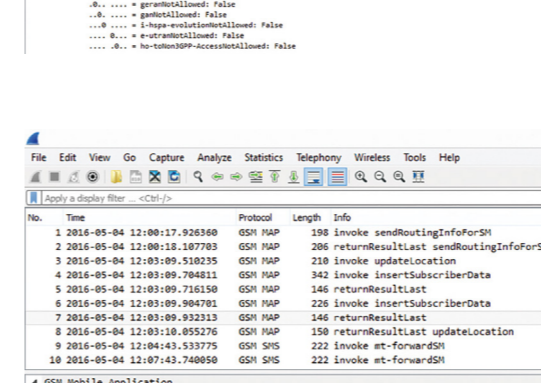 .0.. .... = geranNotAllowed: False
..0. .... = ganNotAllowed: False
...0 .... = i-hspa-evolutionNotAllowed: False
.... 0... = e-utranNotAllowed: False
.... .0.. = ho-toNon3GPP-AccessNotAllowed: False
File Edit View Go Capture Analyze Statistics Telephony Wireless Tools Help
Apply a display filter ... <Ctrl-/>
No. Time Protocol Length Info
1 2016-05-04 12:00:17.926360 GSM MAP 198 invoke sendRoutingInfoForSM
2 2016-05-04 12:00:18.107703 GSM MAP 206 returnResultLast sendRoutingInfoForS
3 2016-05-04 12:03:09.510235 GSM MAP 210 invoke updateLocation
4 2016-05-04 12:03:09.704811 GSM MAP 342 invoke insertSubscriberData
5 2016-05-04 12:03:09.716150 GSM MAP 146 returnResultLast
6 2016-05-04 12:03:09.904701 GSM MAP 226 invoke insertSubscriberData
7 2016-05-04 12:03:09.932313 GSM MAP 146 returnResultLast
8 2016-05-04 12:03:10.055276 GSM MAP 150 returnResultLast updateLocation
9 2016-05-04 12:04:43.533775 GSM SMS 222 invoke mt-forwardSM
10 2016-05-04 12:07:43.740050 GSM SMS 222 invoke mt-forwardSM
GSM Mobile Application